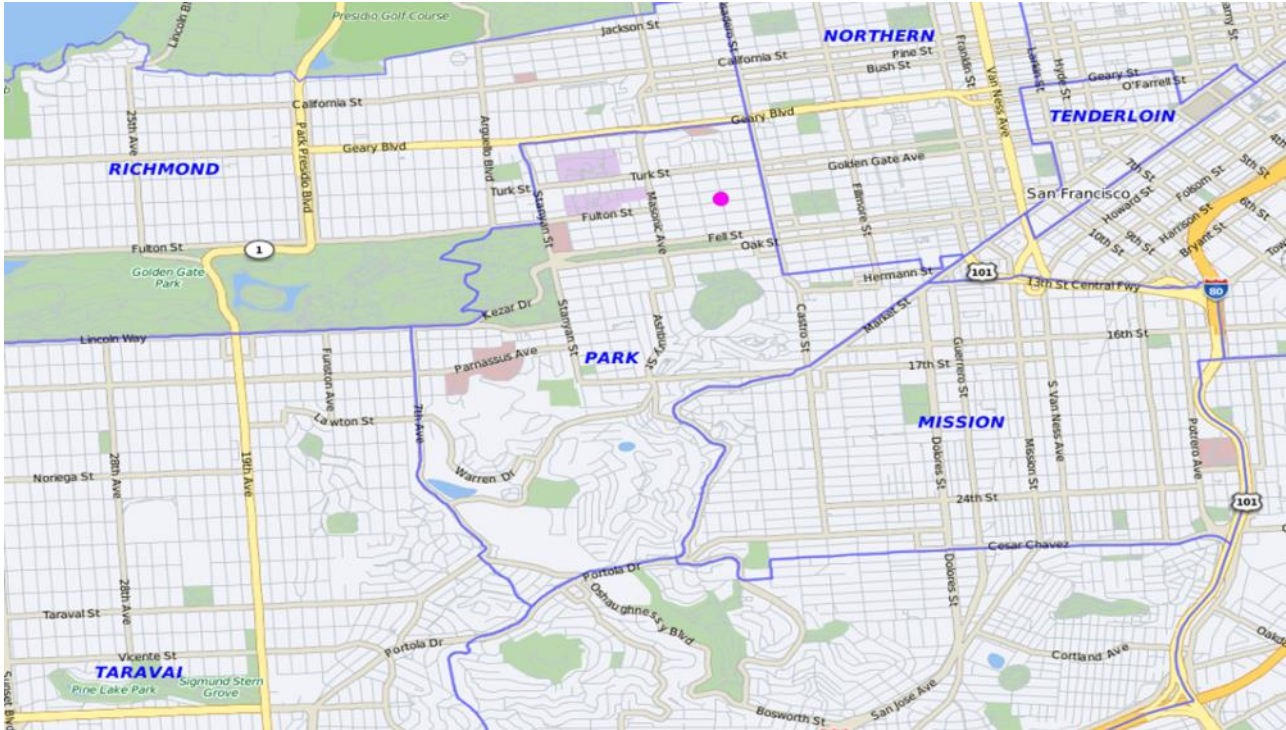 Presidio Golf Course
Lincoln Bl
Jackson St
NORTHERN
California St
Pine St
Bush St
Franklin St
Van Ness Ave
Larkin St
Hyde St
Geary St
O'Farrell St
TENDERLOIN
California St
25th Ave
Park Presidio Blvd
Geary Blvd
Geary Blvd
Arguello Blvd
RICHMOND
Turk St
Turk St
Golden Gate Ave
Fillmore St
San Francisco
7th St
Howard St
Folsom St
5th St
4th
6th St
Harrison St
Bryant St
9th St
10th St
Stanyan St
Fulton St
Masonic Ave
Fell St
Oak St
Fulton St
1
Golden Gate Park
Hermann St
101
13th St Central Fwy
80
Kezar Dr
Lincoln Way
Stanyan St
Ashbury St
Castro St
Market St
16th St
Funston Ave
Parnassus Ave
PARK
17th St
Guerrero St
S Van Ness Ave
7th Ave
Lawton St
MISSION
Potrero Ave
28th Ave
19th Ave
Noriega St
Warren Dr
Dolores St
Mission St
24th St
101
Cesar Chavez
Portola Dr
28th Ave
Taraval St
Oshaughnessy Blvd
Dolores St
Portola Dr
Vicente St
Cortland Ave
TARAVAL
Pine Lake Park
Sigmund Stern Grove
Sunset Blvd
San Jose Ave
Bosworth St